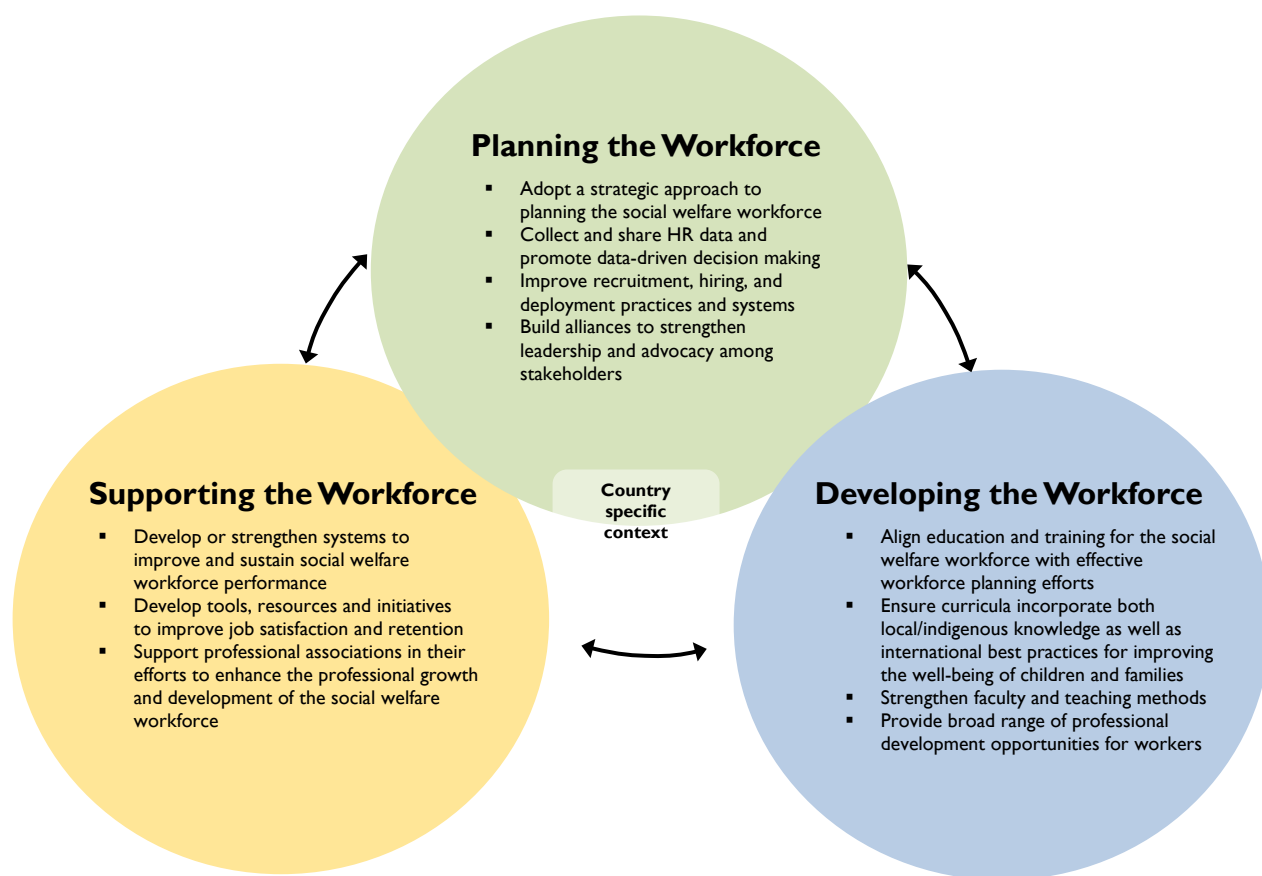 Planning the Workforce
▪ Adopt a strategic approach to
planning the social welfare workforce
▪ Collect and share HR data and
promote data-driven decision making
▪ Improve recruitment, hiring, and
deployment practices and systems
▪ Build alliances to strengthen
leadership and advocacy among
stakeholders
Country
specific
context
Supporting the Workforce
▪ Develop or strengthen systems to
improve and sustain social welfare
workforce performance
▪ Develop tools, resources and initiatives
to improve job satisfaction and retention
▪ Support professional associations in their
efforts to enhance the professional growth
and development of the social welfare
workforce
Developing the Workforce
▪ Align education and training for the social
welfare workforce with effective
workforce planning efforts
▪ Ensure curricula incorporate both
local/indigenous knowledge as well as
international best practices for improving
the well-being of children and families
▪ Strengthen faculty and teaching methods
▪ Provide broad range of professional
development opportunities for workers